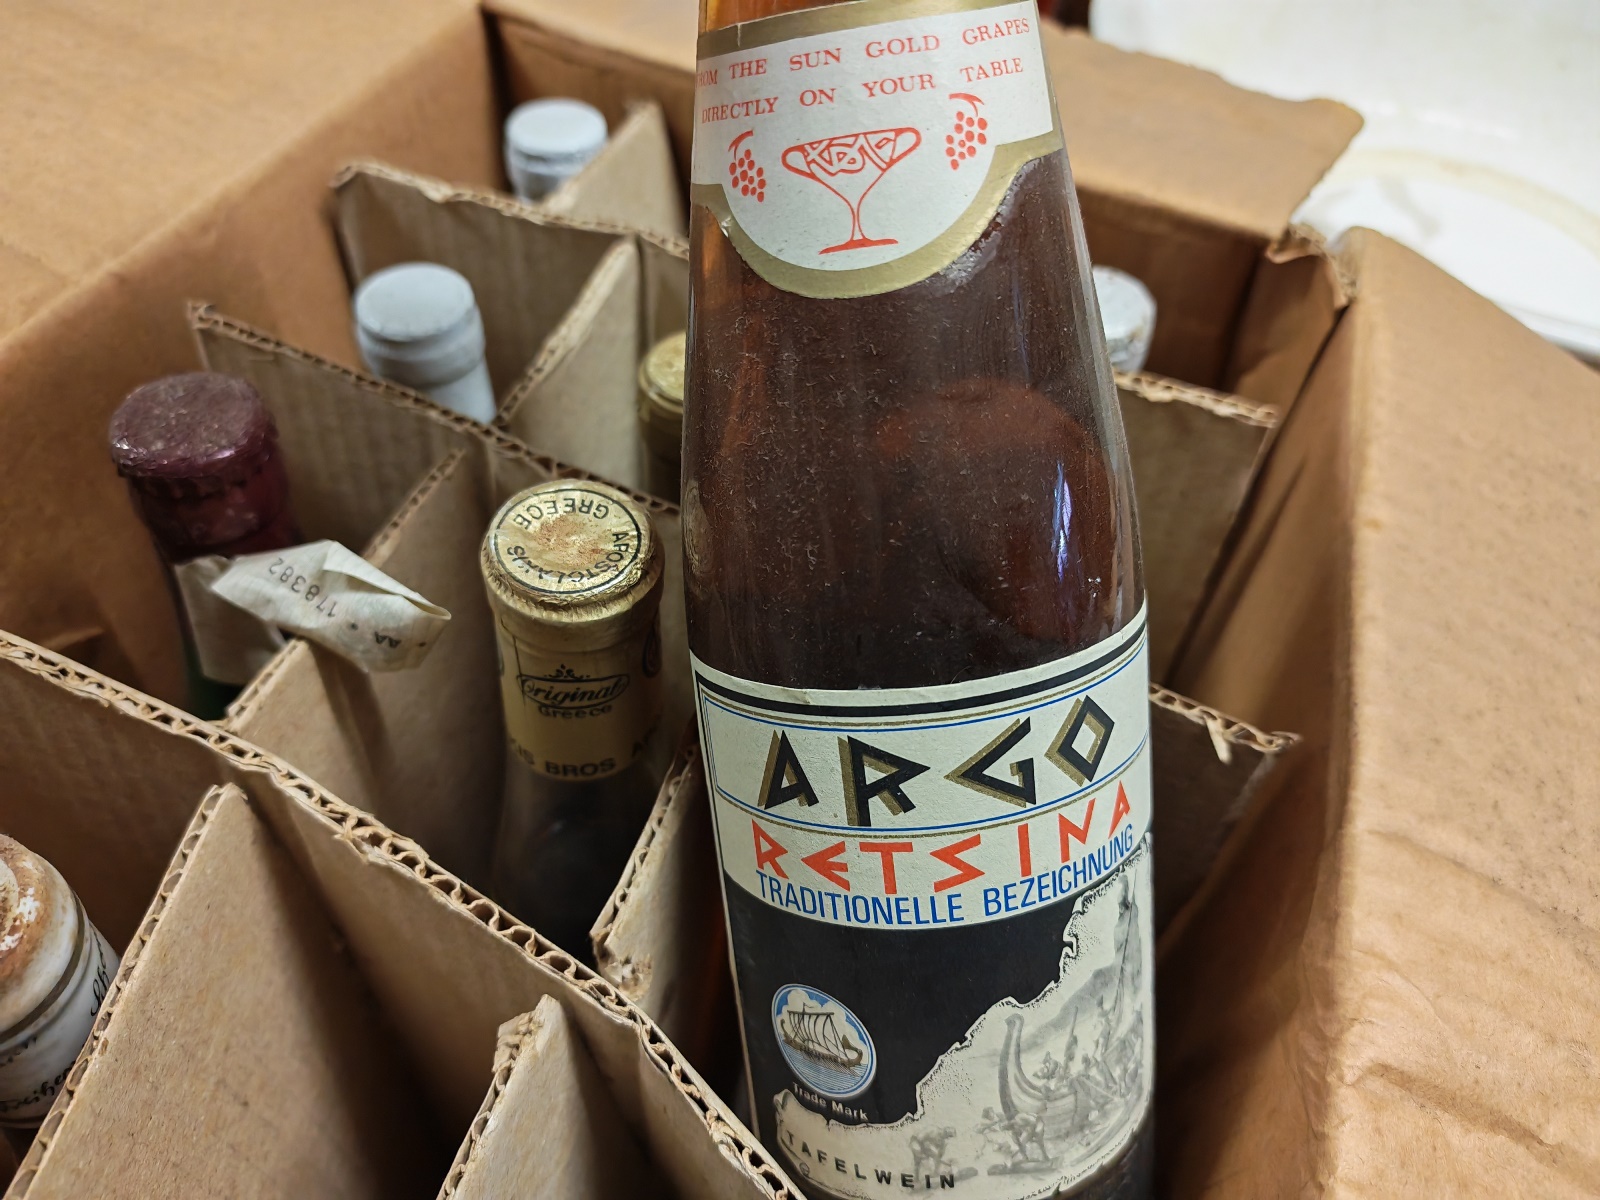 THE SUN GOLD GRAPES
DIRECTLY ON YOUR TABLE
ARGO
RETSINA
TRADITIONELLE BEZEICHNUNG
Trade Mark
TAFELWEIN
GREECE
Original
Greece
BROS
AA • 178382